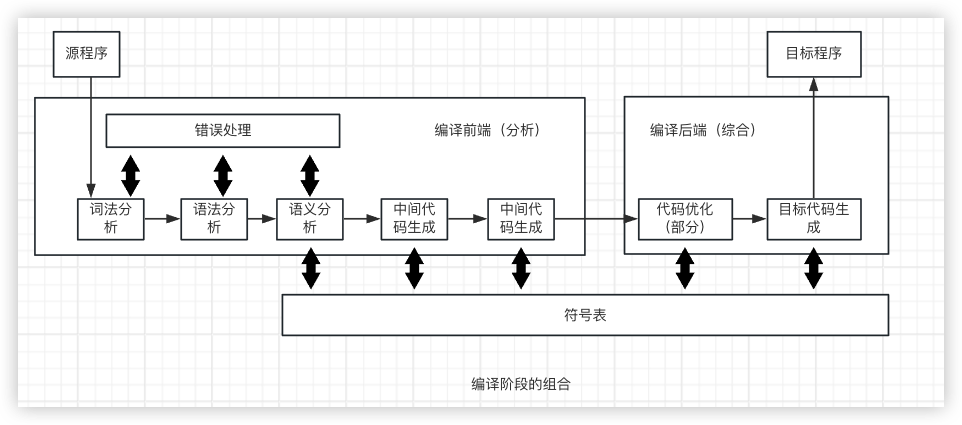 源程序
目标程序
错误处理
编译前端（分析）
编译后端（综合）
词法分
析
语法分
析
语义分
析
中间代
码生成
中间代
码生成
代码优化
（部分）
目标代码生
成
符号表
编译阶段的组合